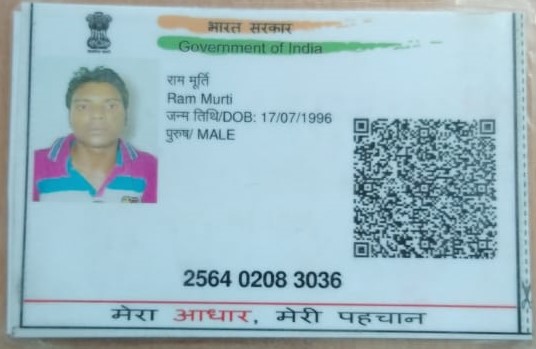 भारत सरकार
Government of India
राम मूर्ति
Ram Murti
जन्म तिथि/DOB: 17/07/1996
पुरुष/ MALE
2564 0208 3036
मेरा आधार, मेरी पहचान